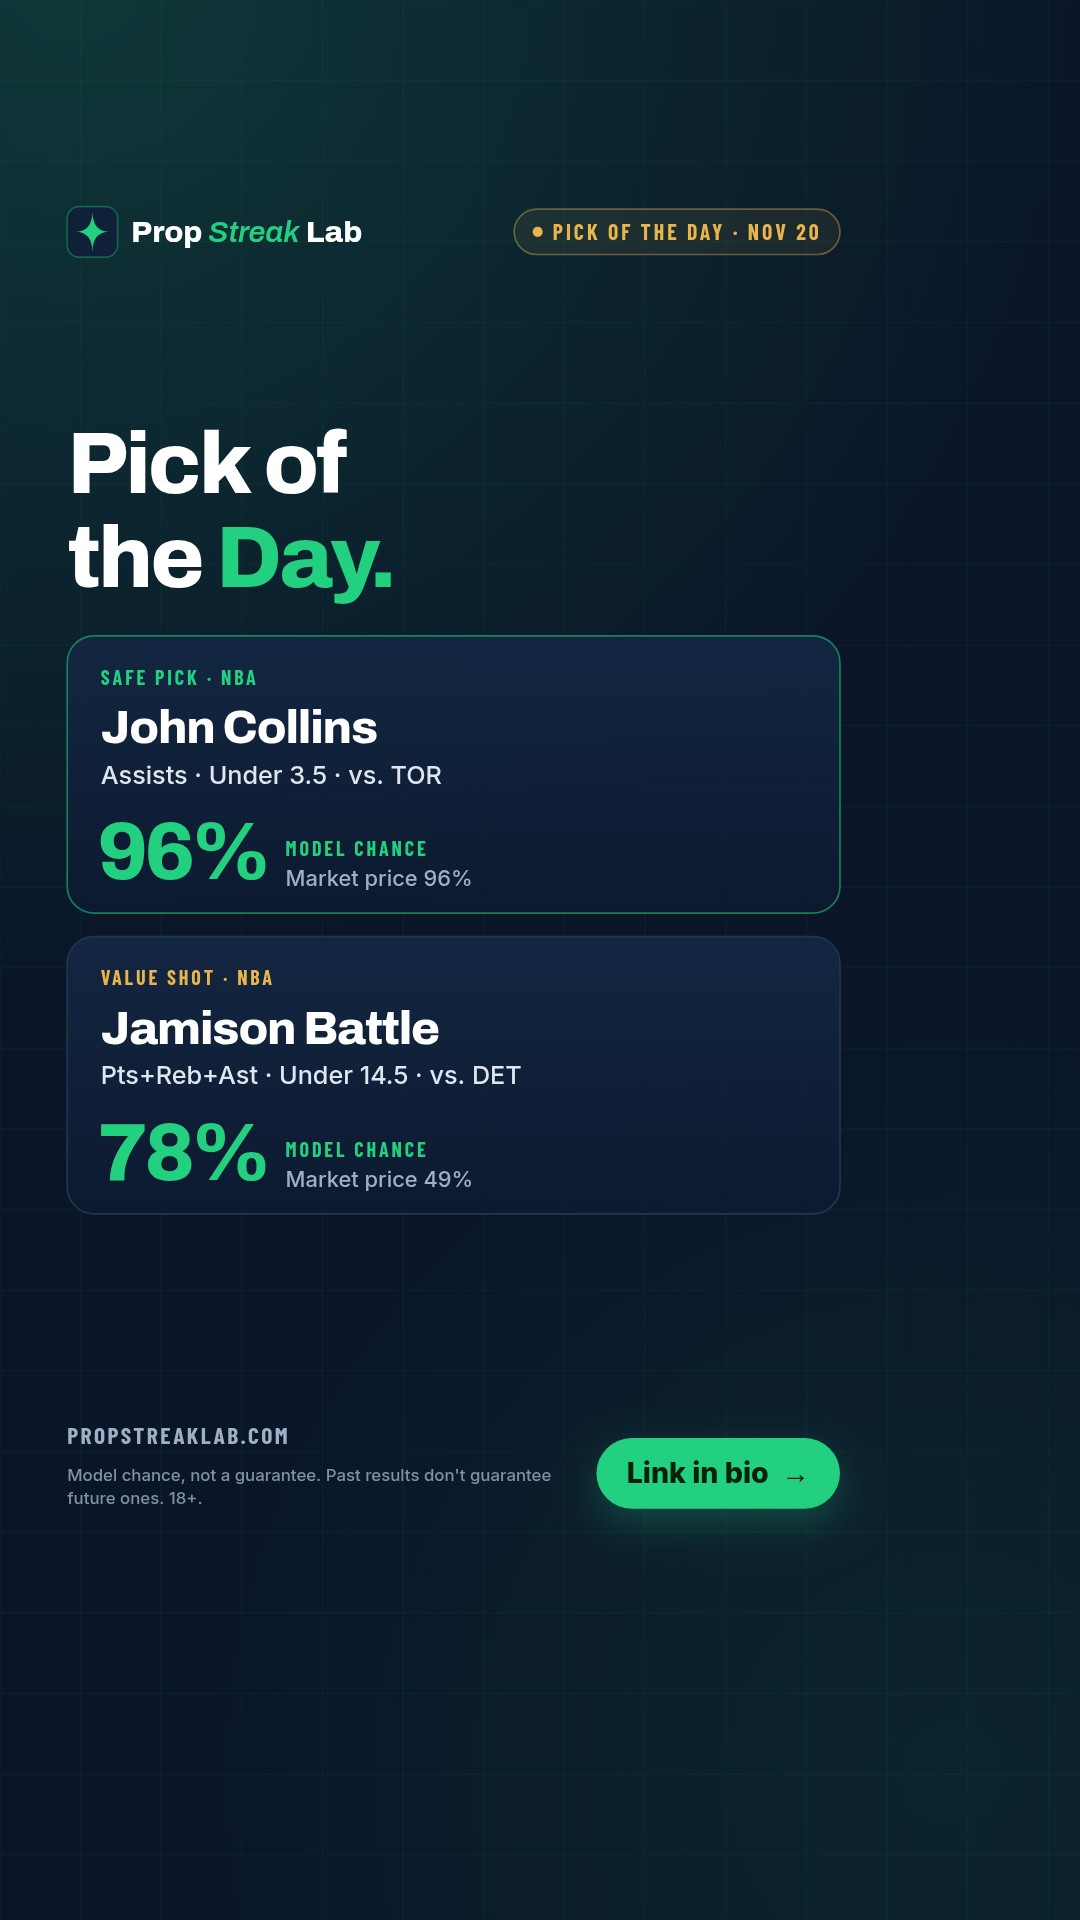 Prop Streak Lab
PICK OF THE DAY · NOV 20
Pick of
the Day.
SAFE PICK · NBA
John Collins
Assists · Under 3.5 · vs. TOR
96%
MODEL CHANCE
Market price 96%
VALUE SHOT · NBA
Jamison Battle
Pts+Reb+Ast · Under 14.5 · vs. DET
78%
MODEL CHANCE
Market price 49%
PROPSTREAKLAB.COM
Model chance, not a guarantee. Past results don't guarantee
future ones. 18+.
Link in bio →